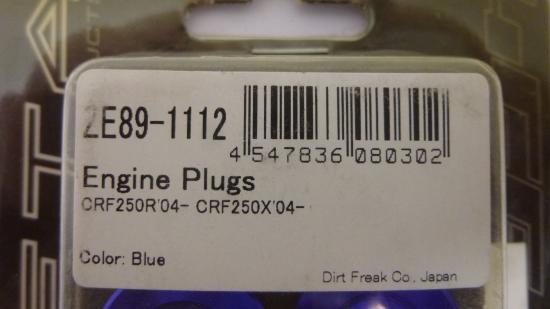 ZE89-1112
4 547836 080302
Engine Plugs
CRF250R'04- CRF250X'04-
Color: Blue
Dirt Freak Co., Japan